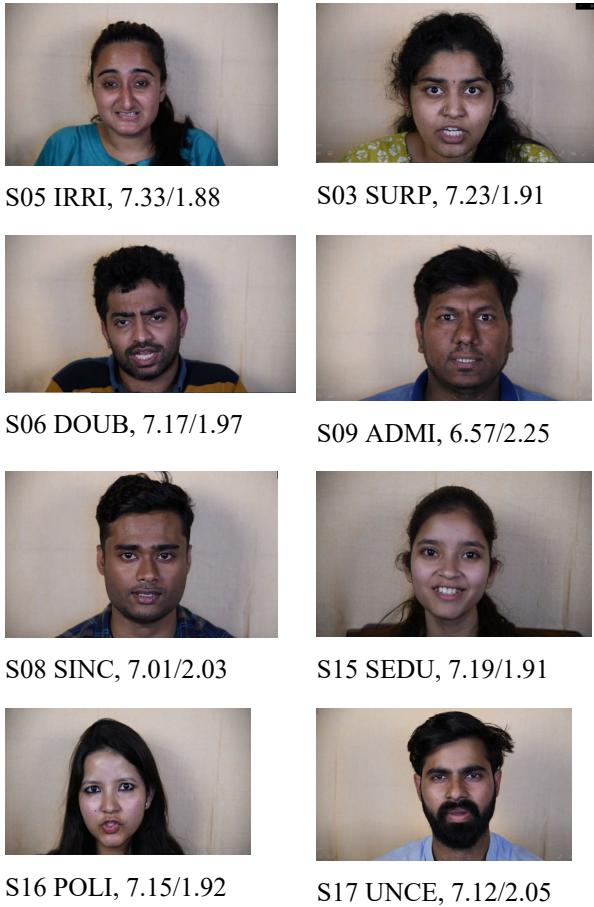 S05 IRRI, 7.33/1.88
S03 SURP, 7.23/1.91
S06 DOUB, 7.17/1.97
S09 ADMI, 6.57/2.25
S08 SINC, 7.01/2.03
S15 SEDU, 7.19/1.91
S16 POLI, 7.15/1.92
S17 UNCE, 7.12/2.05